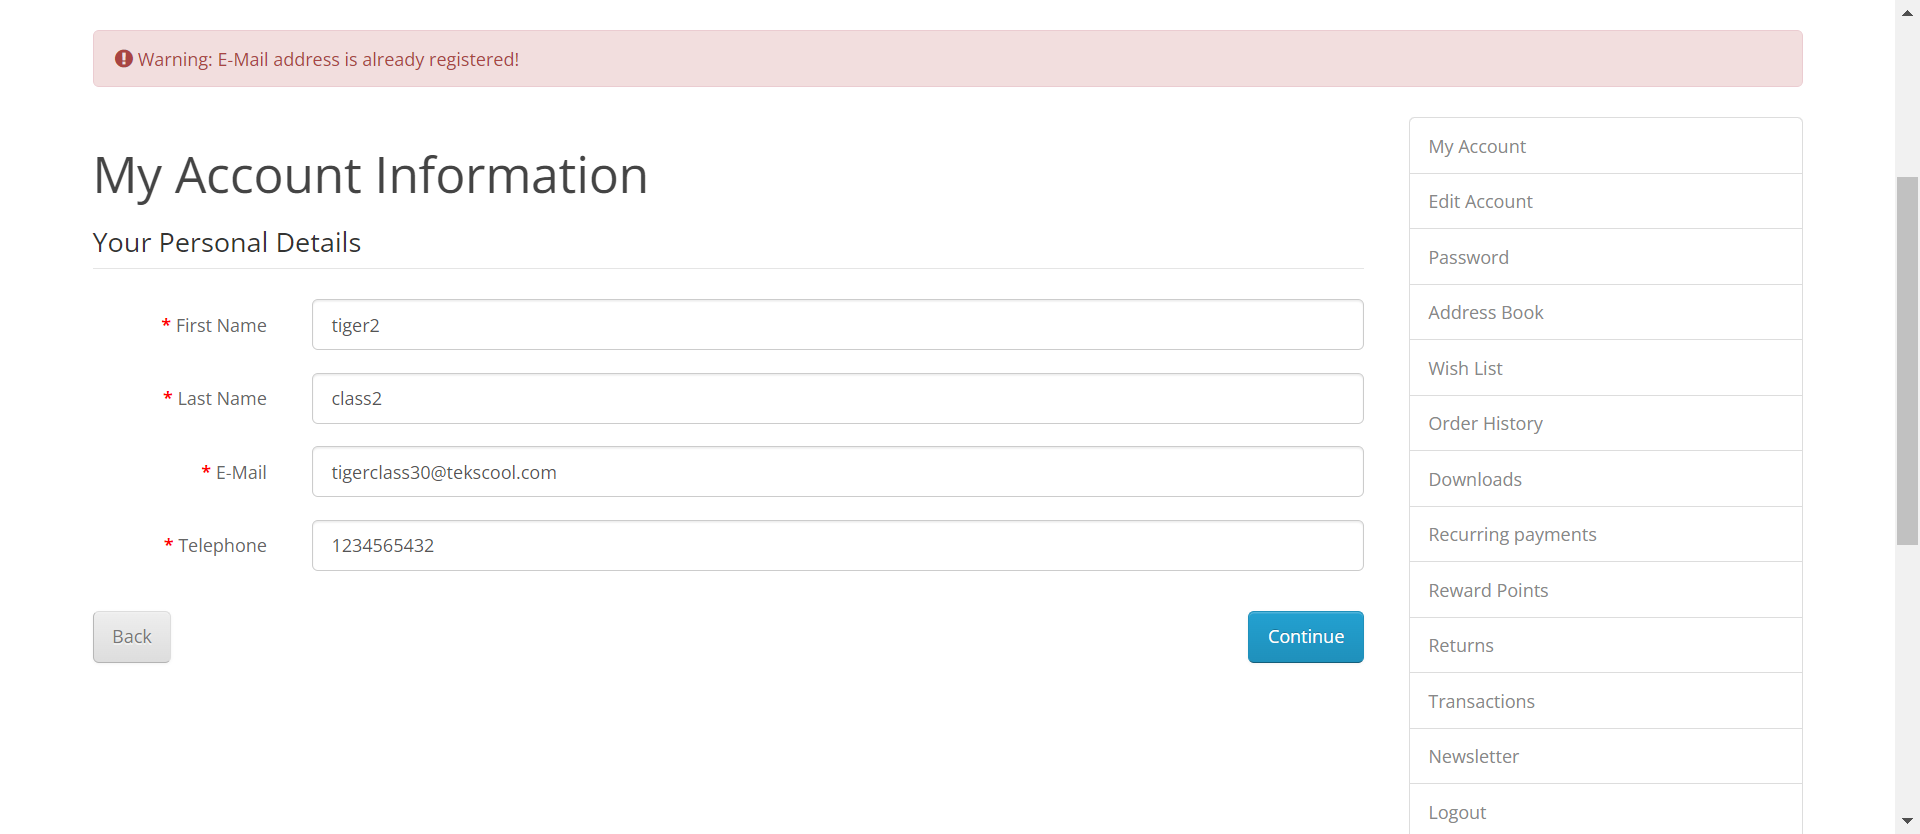 Warning: E-Mail address is already registered!
My Account Information
Your Personal Details
* First Name
tiger2
* Last Name
class2
* E-Mail
tigerclass30@tekscool.com
* Telephone
1234565432
Back
Continue
My Account
Edit Account
Password
Address Book
Wish List
Order History
Downloads
Recurring payments
Reward Points
Returns
Transactions
Newsletter
Logout